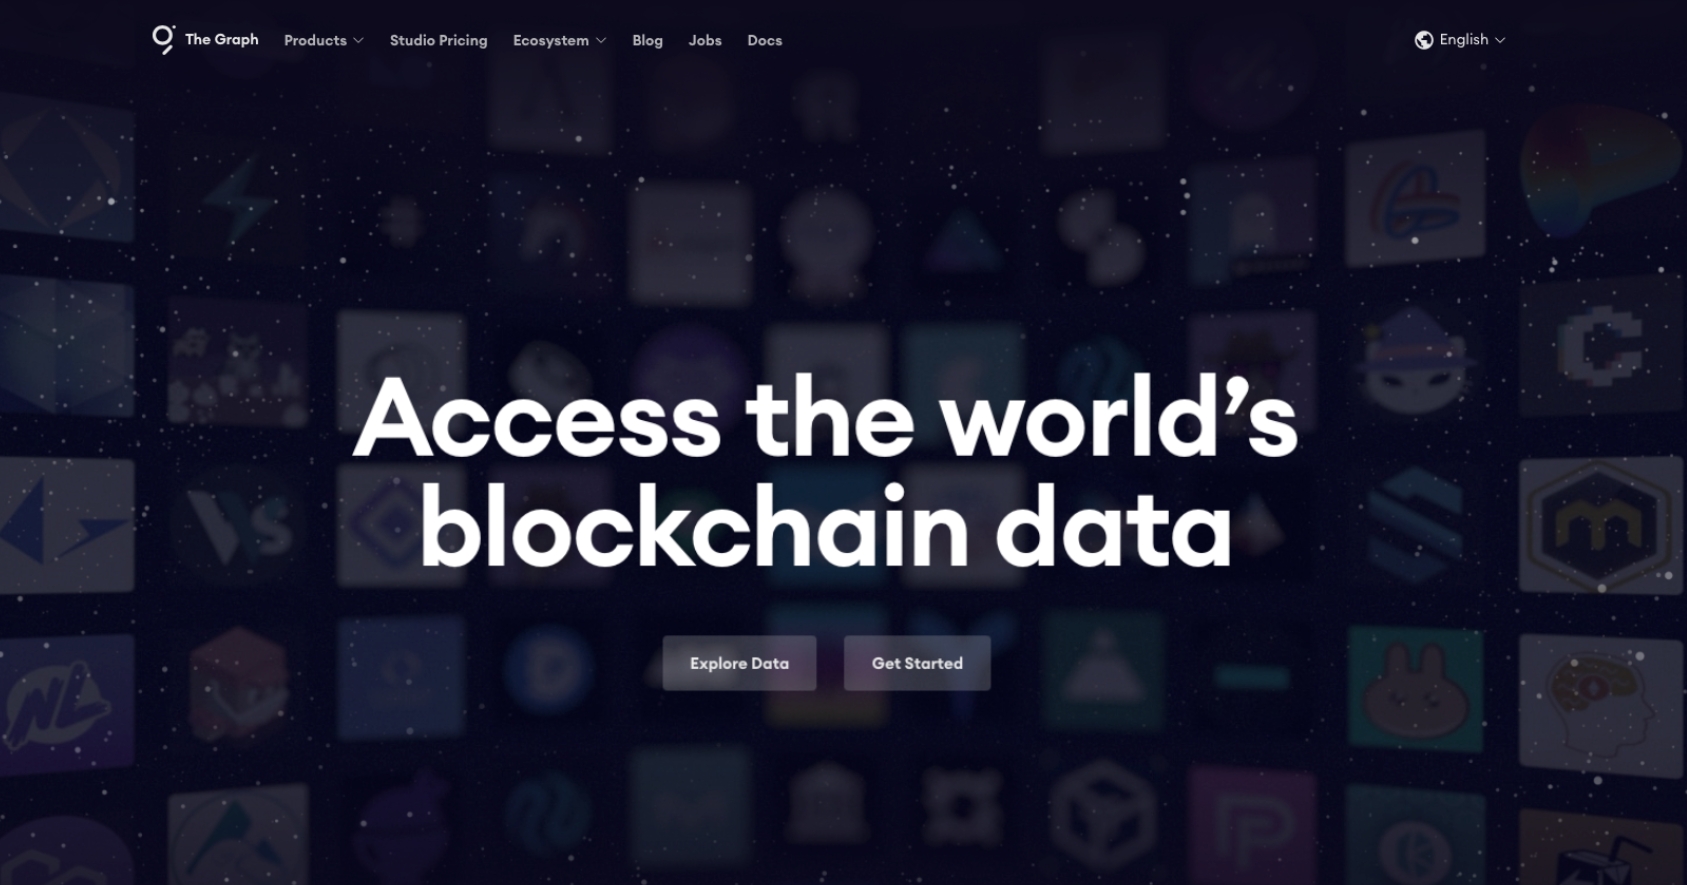 The Graph
Products
Studio Pricing
Ecosystem
Blog
Jobs
Docs
English
Access the world’s
blockchain data
Explore Data
Get Started